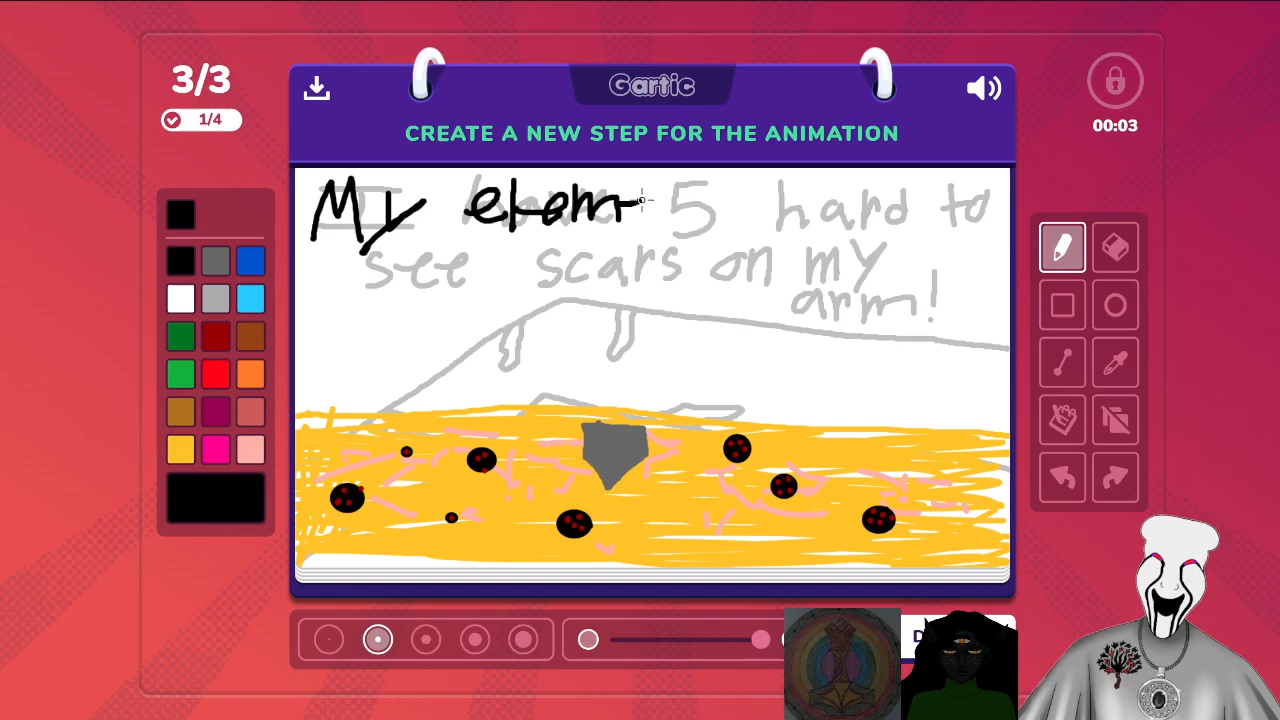 3/3
1/4
Gartic
CREATE A NEW STEP FOR THE ANIMATION
00:03
My 5 hard to
see scars on my
arm!
D